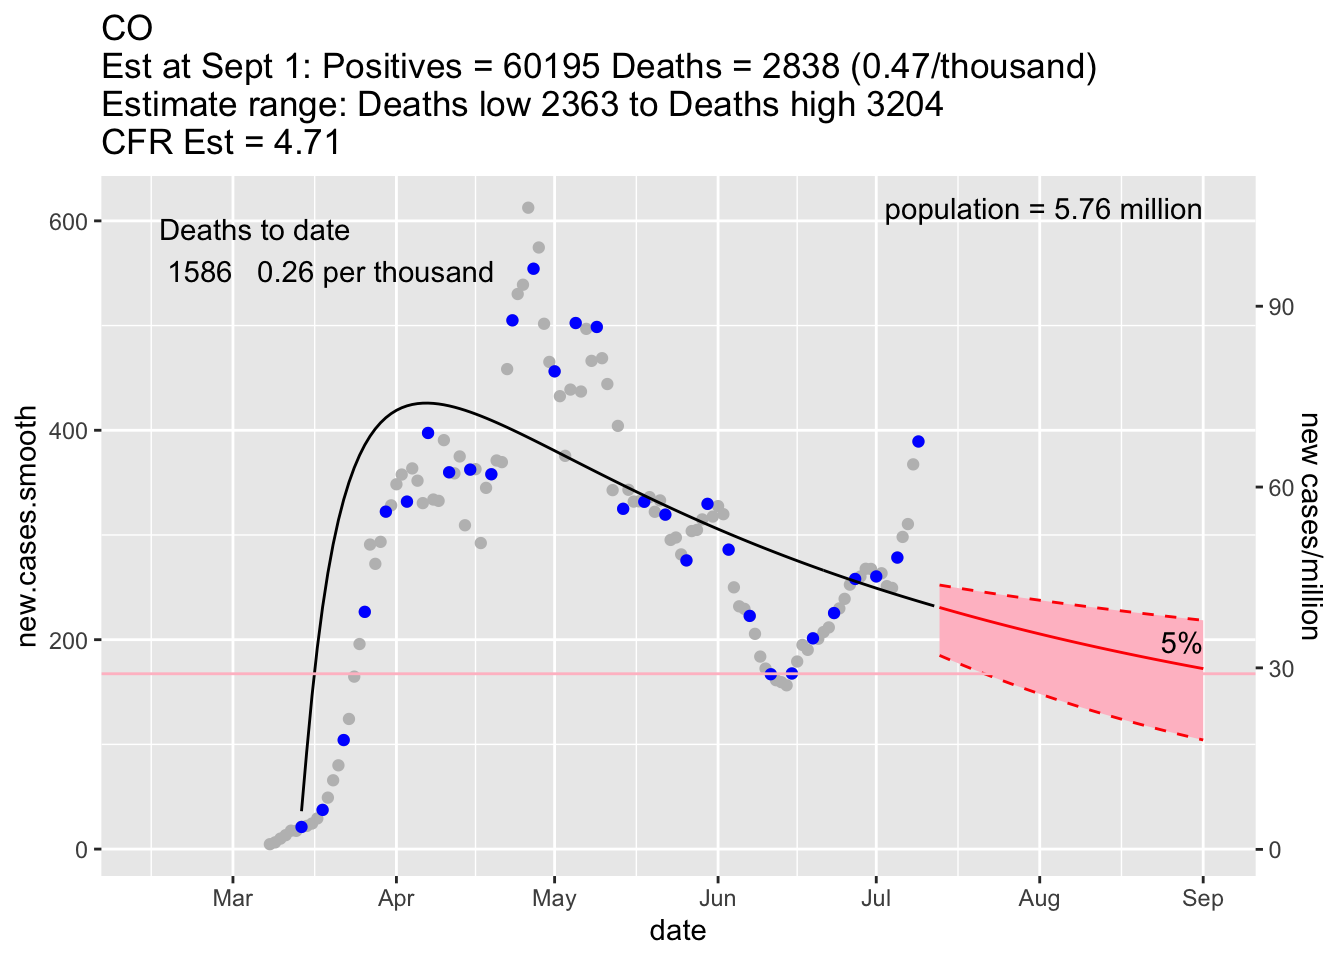 CO
Est at Sept 1: Positives = 60195 Deaths = 2838 (0.47/thousand)
Estimate range: Deaths low 2363 to Deaths high 3204
CFR Est = 4.71
population = 5.76 million
Deaths to date
1586 0.26 per thousand
600
400
200
0
new.cases.smooth
90
60
30
0
new cases/million
5%
Mar Apr May Jun Jul Aug Sep
date